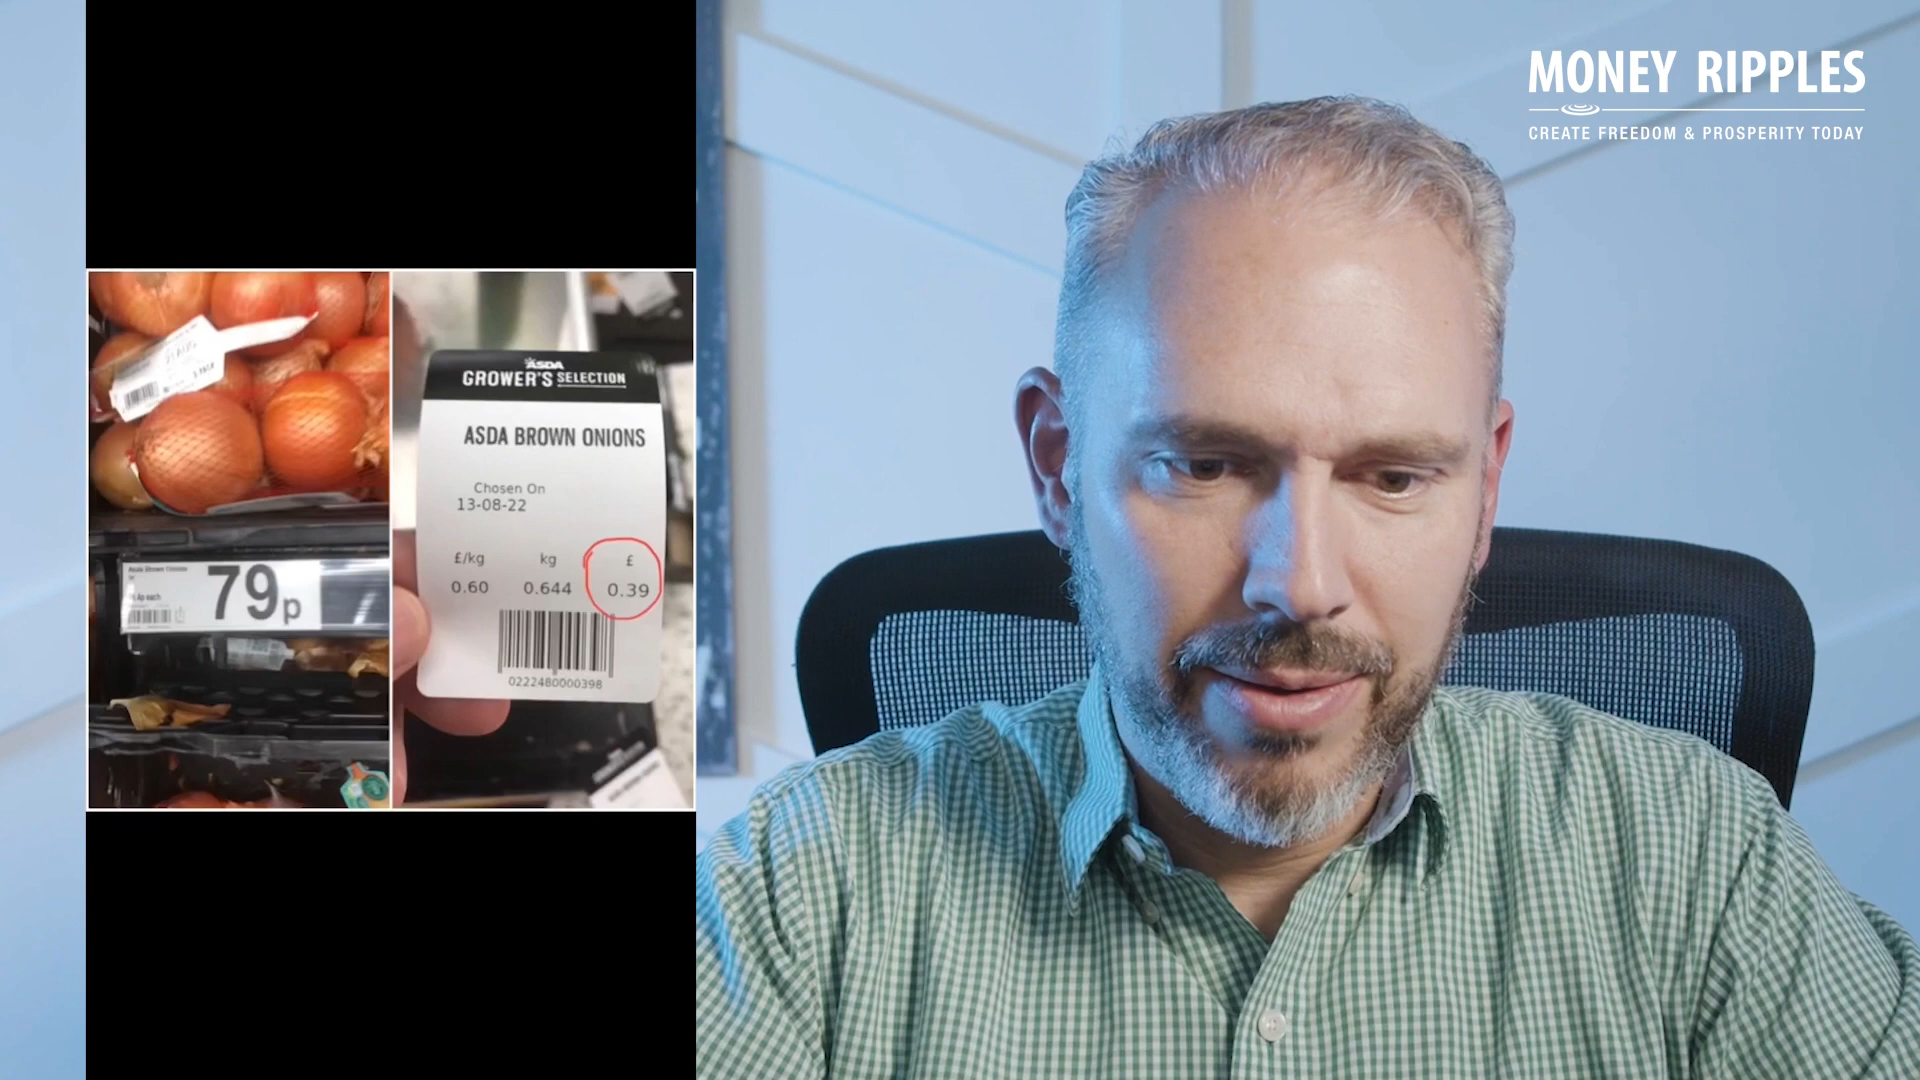 MONEY RIPPLES
CREATE FREEDOM & PROSPERITY TODAY
79p
ASDA
GROWER'S SELECTION
ASDA BROWN ONIONS
Chosen On
13-08-22
£/kg kg £
0.60 0.644 0.39
0222480000398